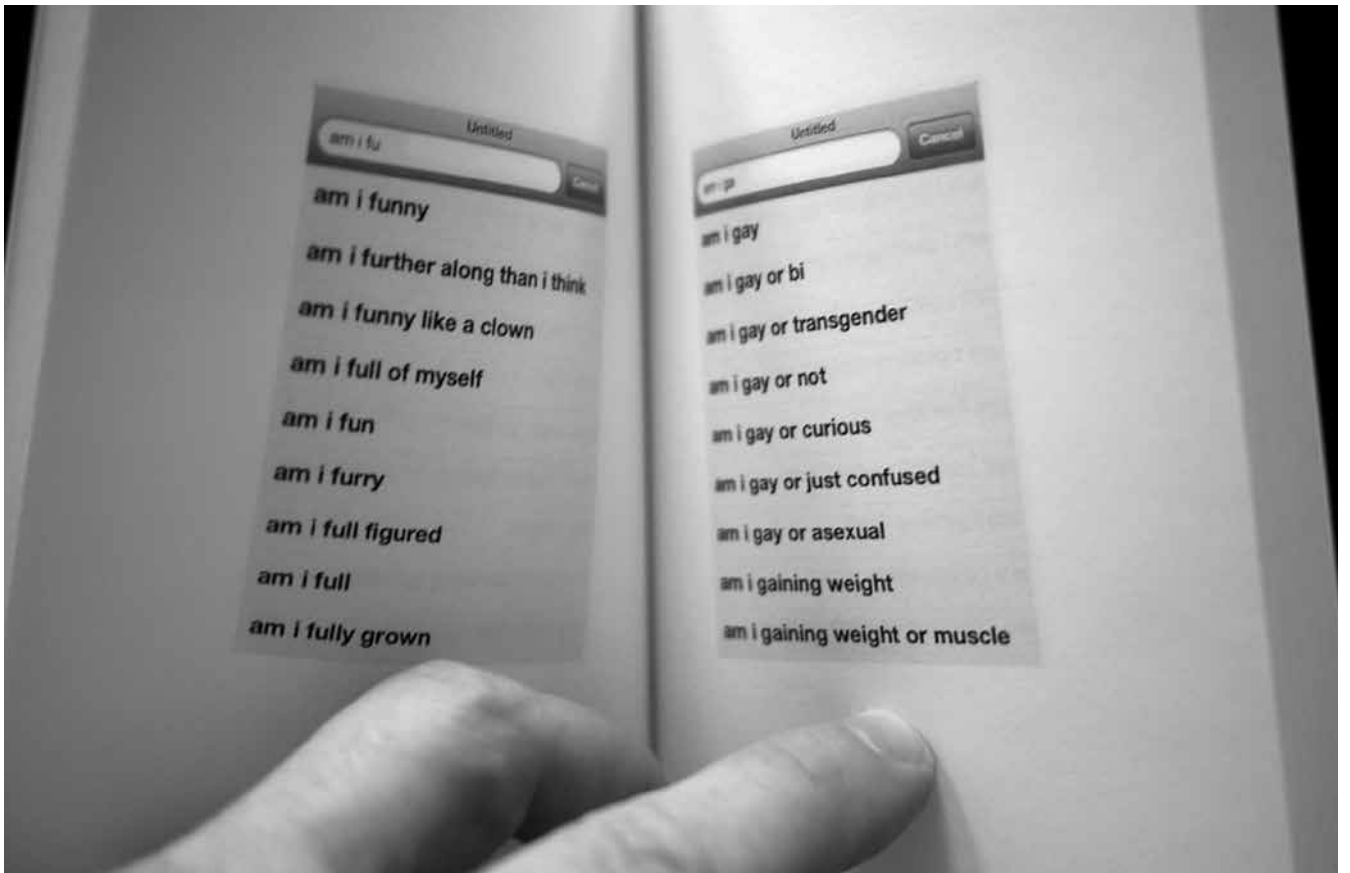 Untitled
am i fu
Cancel
am i funny
am i further along than i think
am i funny like a clown
am i full of myself
am i fun
am i furry
am i full figured
am i full
am i fully grown
Untitled
am i ga
Cancel
am i gay
am i gay or bi
am i gay or transgender
am i gay or not
am i gay or curious
am i gay or just confused
am i gay or asexual
am i gaining weight
am i gaining weight or muscle